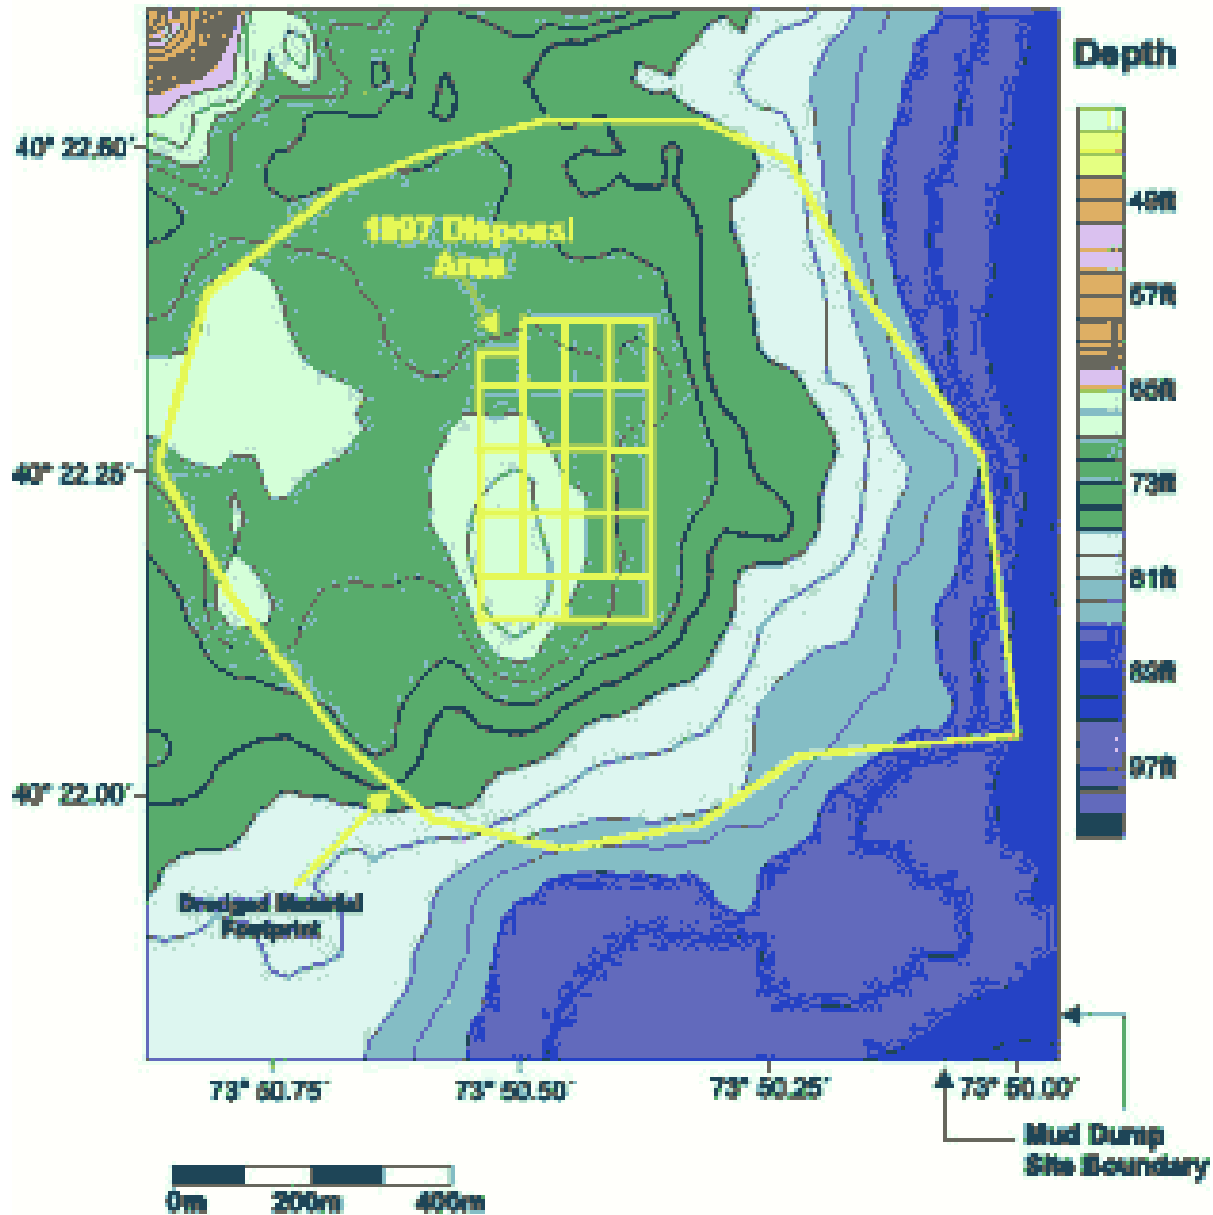 Depth
40° 22.50'
49ft
1997 Disposal
Area
57ft
65ft
40° 22.25'
73ft
81ft
89ft
97ft
40° 22.00'
Dredged Material
Footprint
73° 50.75'
73° 50.50'
73° 50.25'
73° 50.00'
Mud Dump
Site Boundary
0m
200m
400m